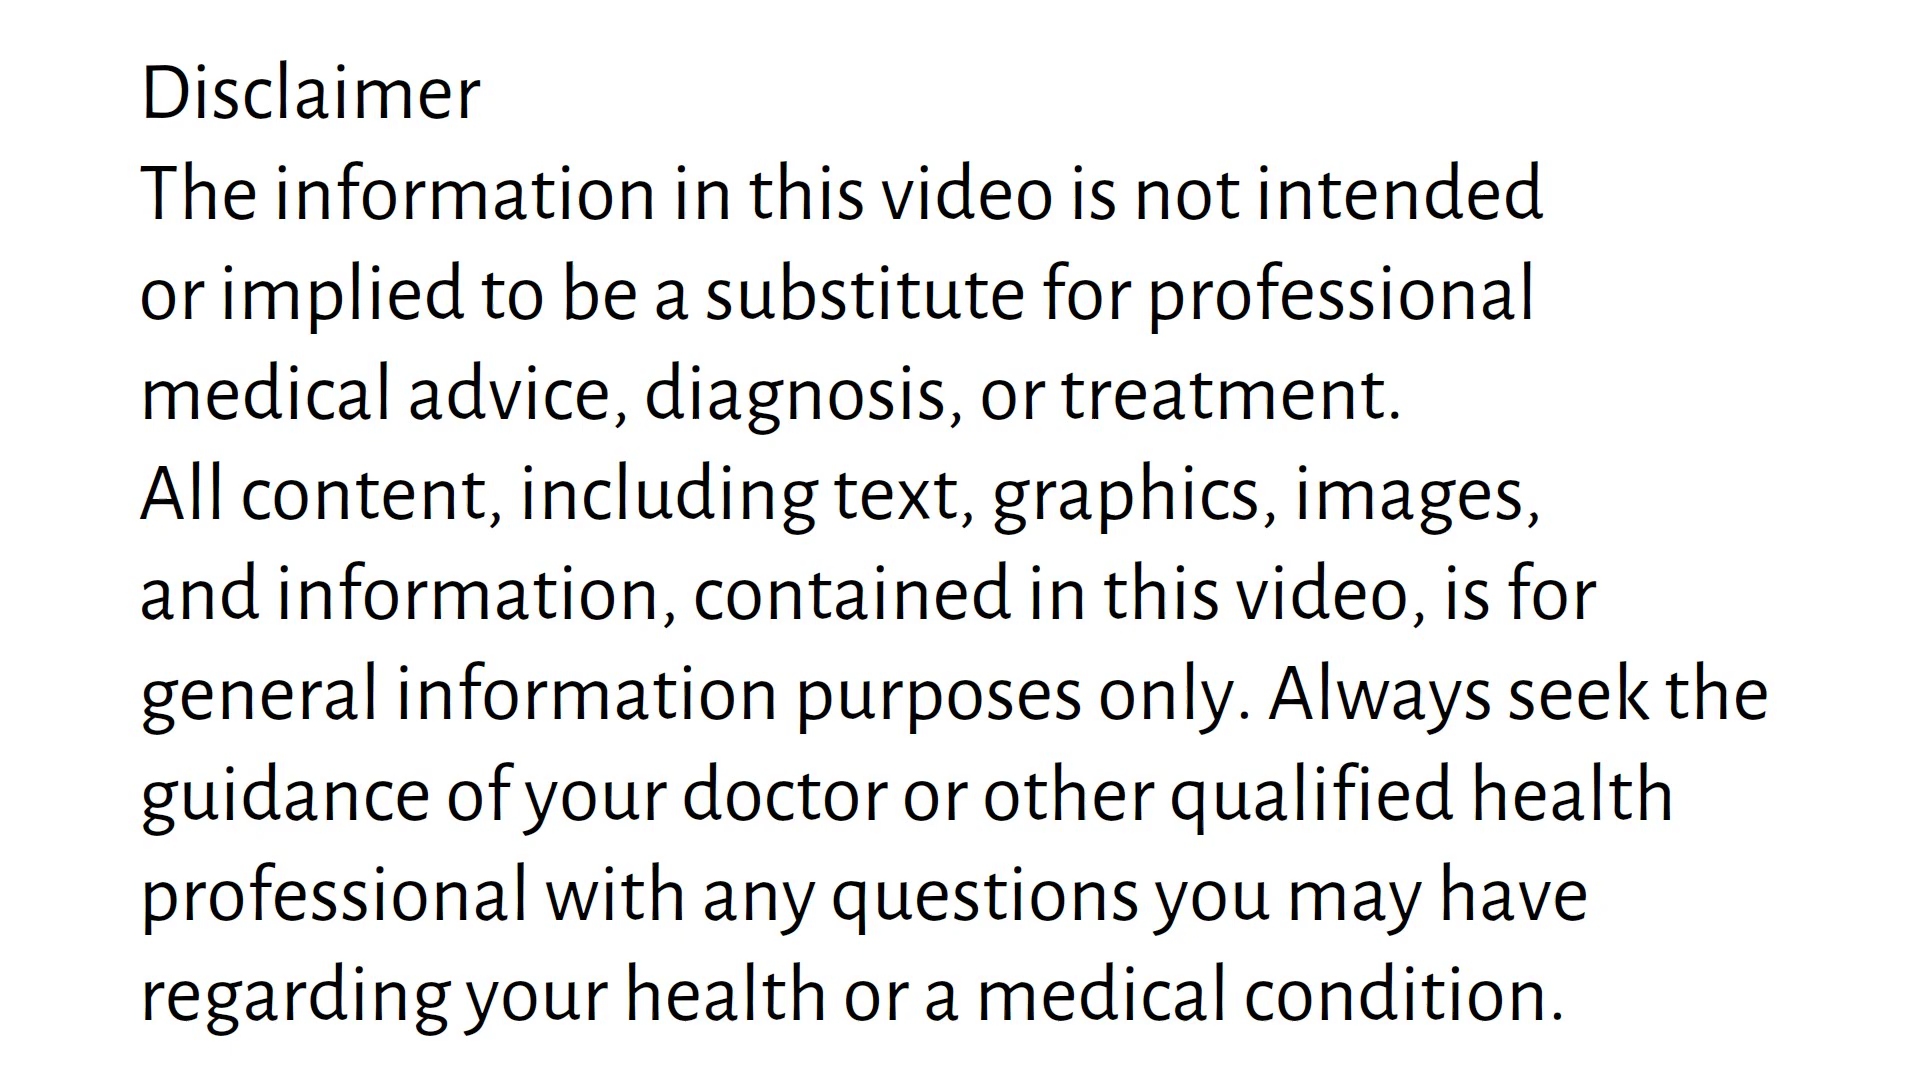 Disclaimer
The information in this video is not intended
or implied to be a substitute for professional
medical advice, diagnosis, or treatment.
All content, including text, graphics, images,
and information, contained in this video, is for
general information purposes only. Always seek the
guidance of your doctor or other qualified health
professional with any questions you may have
regarding your health or a medical condition.